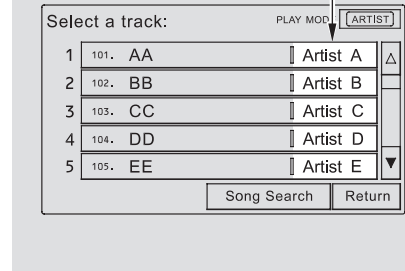 Select a track: PLAY MODE ARTIST
1 101. AA Artist A
2 102. BB Artist B
3 103. CC Artist C
4 104. DD Artist D
5 105. EE Artist E
Song Search Return